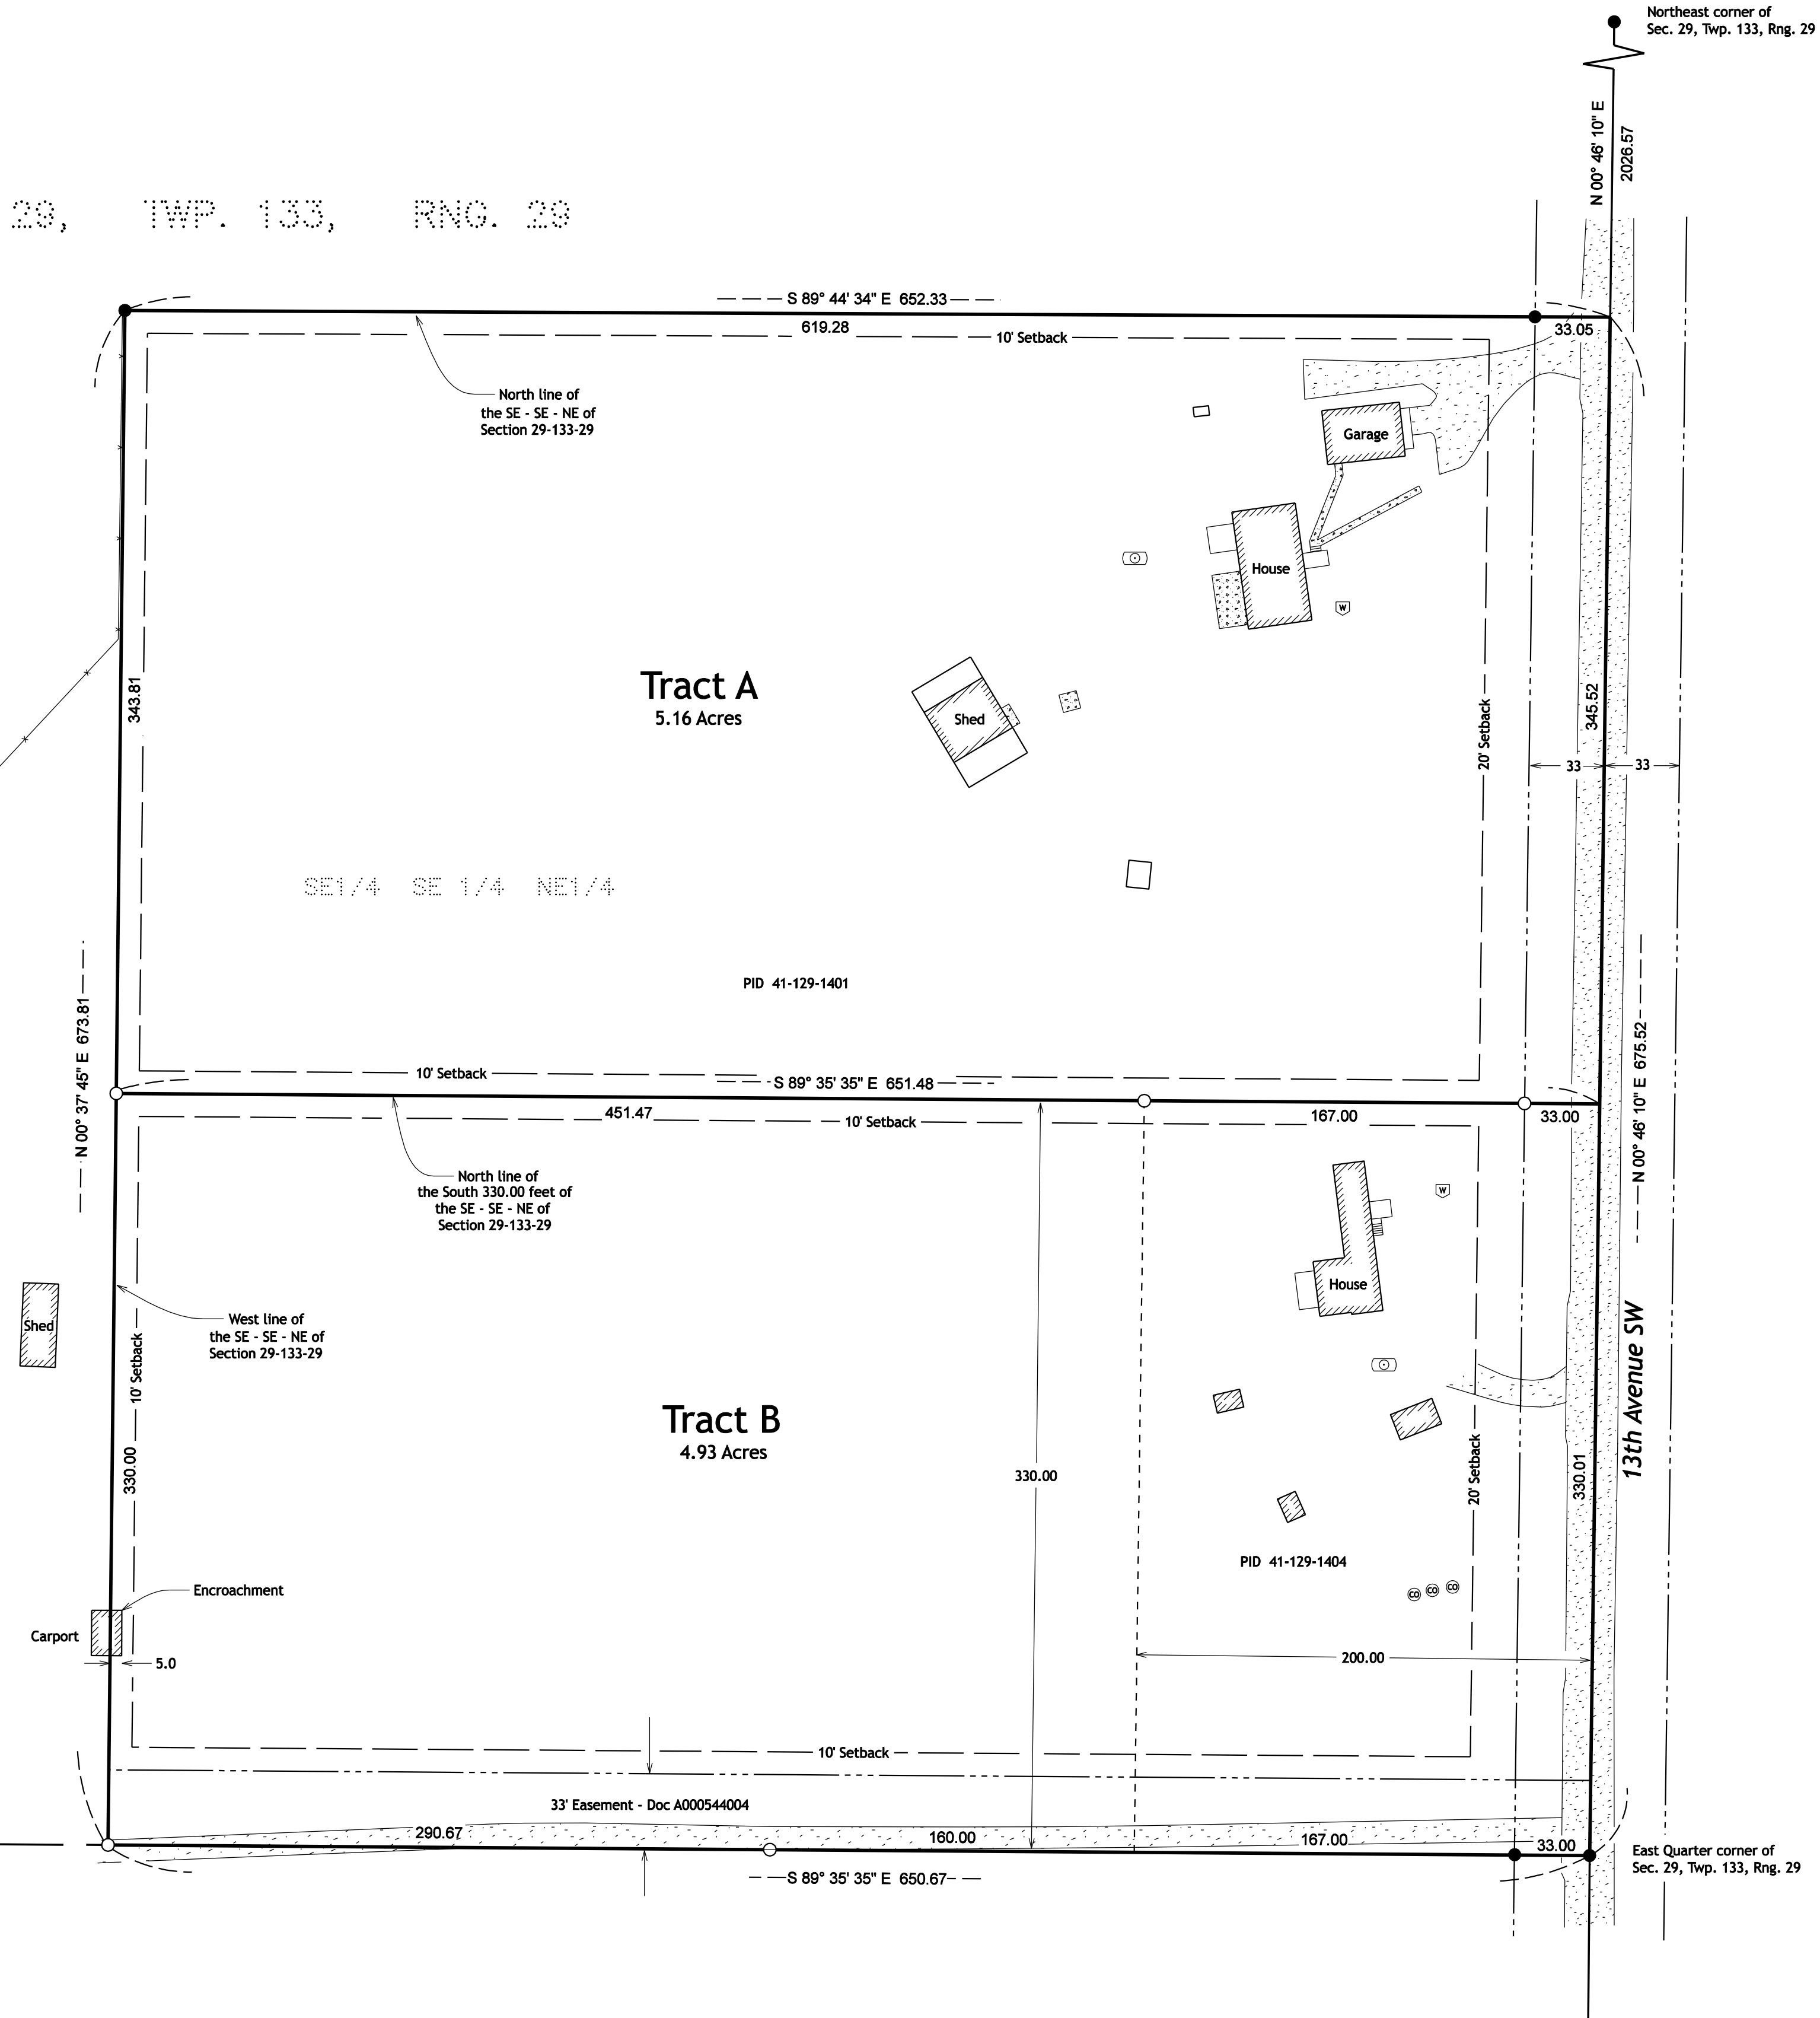 Northeast corner of
Sec. 29, Twp. 133, Rng. 29
N 00° 46' 10" E
2026.57
29, TWP. 133, RNG. 29
S 89° 44' 34" E 652.33
619.28
33.05
10' Setback
North line of
the SE - SE - NE of
Section 29-133-29
Garage
House
W
Tract A
5.16 Acres
Shed
343.81
345.52
20' Setback
33
33
SE1/4 SE 1/4 NE1/4
PID 41-129-1401
N 00° 37' 45" E 673.81
N 00° 46' 10" E 675.52
10' Setback
S 89° 35' 35" E 651.48
451.47
167.00
33.00
10' Setback
North line of
the South 330.00 feet of
the SE - SE - NE of
Section 29-133-29
W
House
Shed
West line of
the SE - SE - NE of
Section 29-133-29
10' Setback
13th Avenue SW
Tract B
4.93 Acres
330.00
330.00
20' Setback
330.01
PID 41-129-1404
CO
CO
CO
Encroachment
Carport
5.0
200.00
10' Setback
33' Easement - Doc A000544004
290.67
160.00
167.00
33.00
S 89° 35' 35" E 650.67
East Quarter corner of
Sec. 29, Twp. 133, Rng. 29